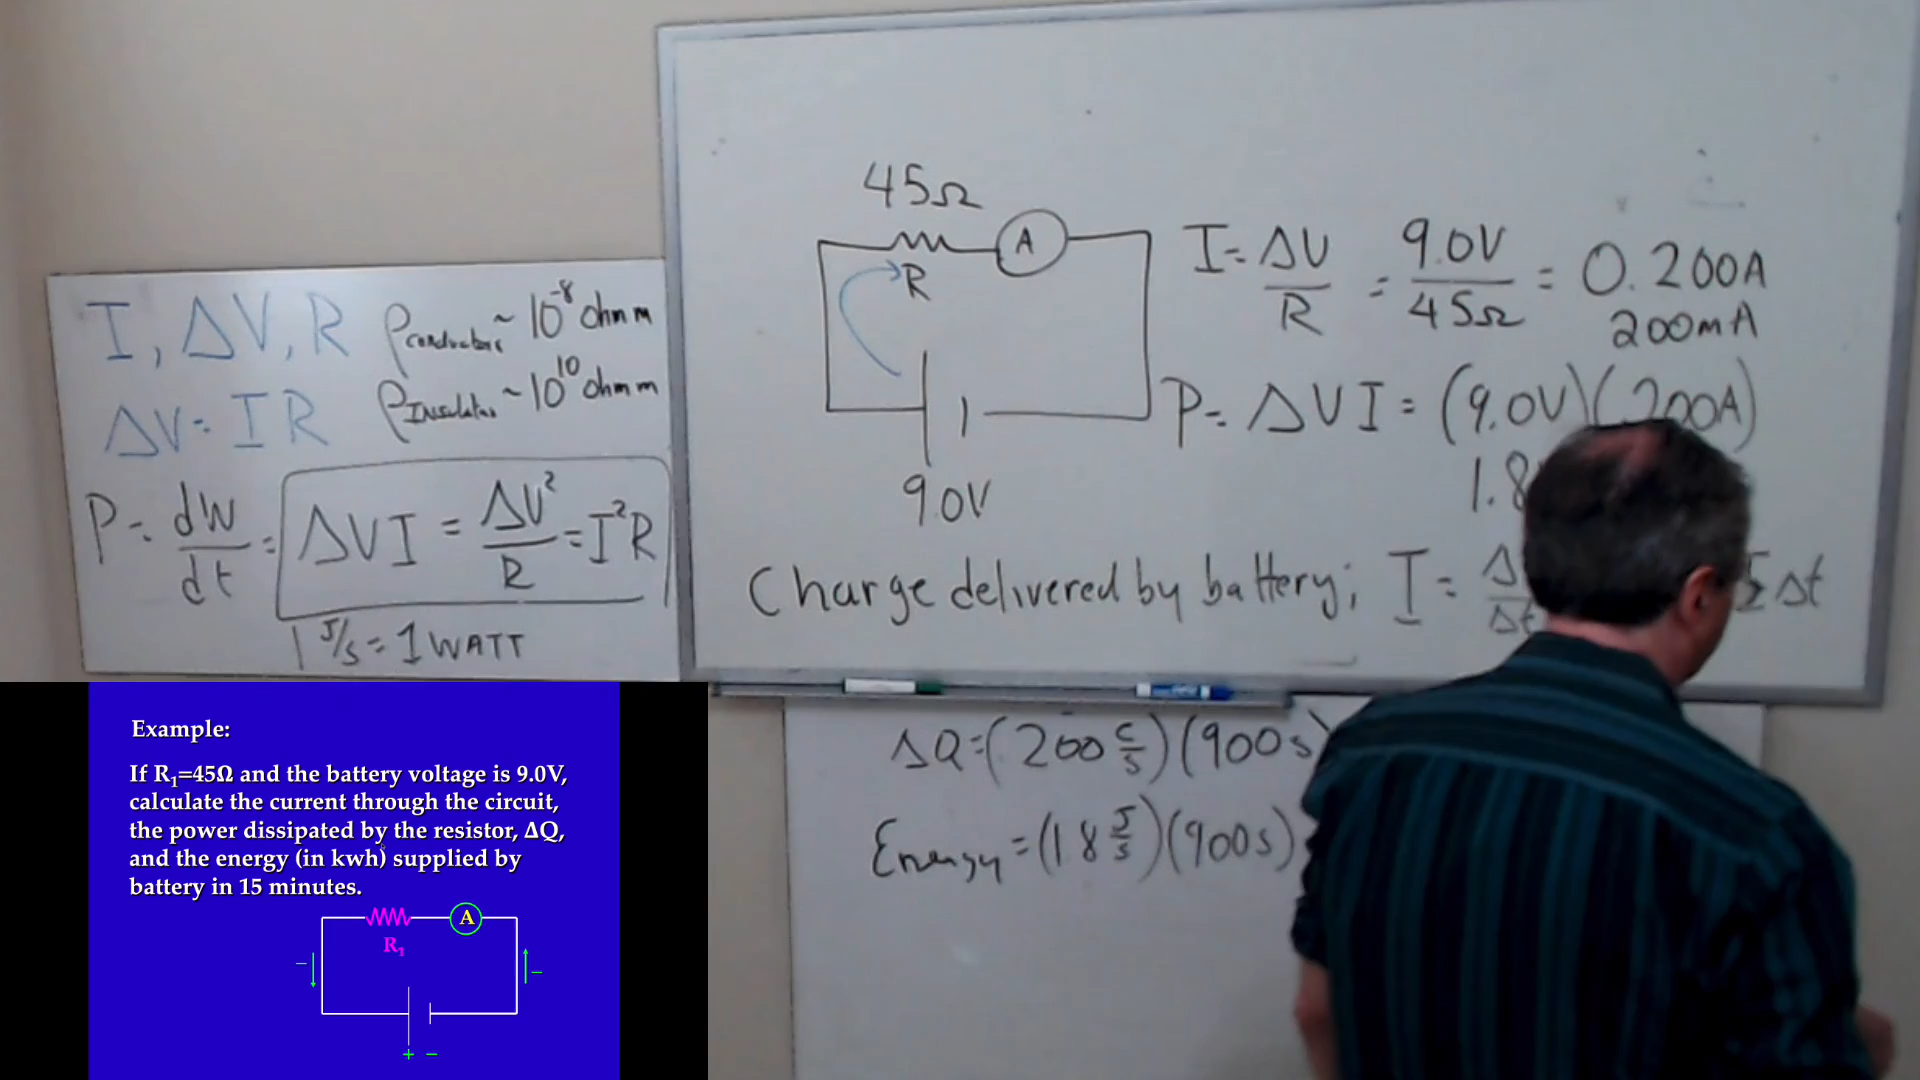 I, ΔV, R
ρconductors ~ 10⁻⁸ ohm m
ρInsulator ~ 10¹⁰ ohm m
ΔV = IR
P = dW/dt = ΔVI = ΔV²/R = I²R
1 J/s = 1 WATT
45Ω
A
R
9.0V
I = ΔV/R = 9.0V/45Ω = 0.200A
200mA
P = ΔVI = (9.0V)(.200A)
1.8
Charge delivered by battery; I =
Δt
ΔQ = (.200 C/s)(900s)
Energy = (1.8 J/s)(900s)
Example:
If R₁=45Ω and the battery voltage is 9.0V,
calculate the current through the circuit,
the power dissipated by the resistor, ΔQ,
and the energy (in kwh) supplied by
battery in 15 minutes.
A
R₁
−
−
+ −